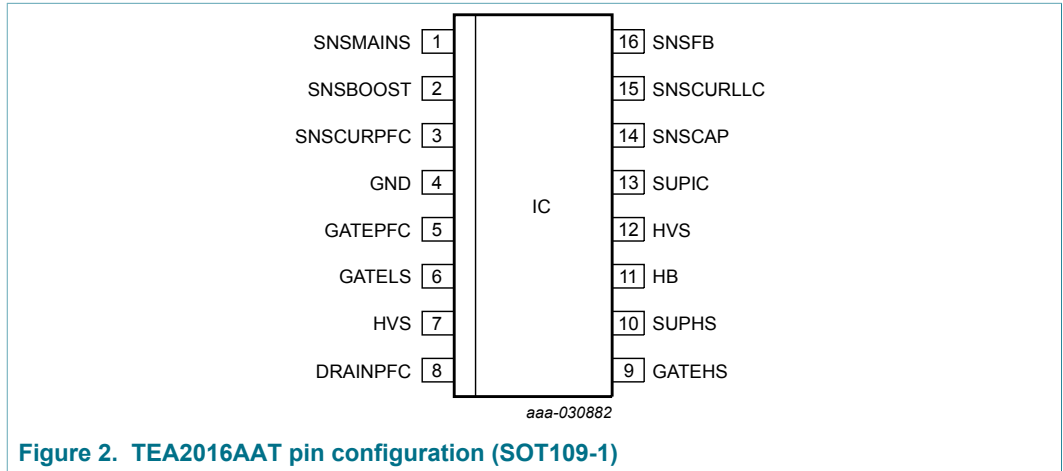 SNSMAINS 1 16 SNSFB
SNSBOOST 2 15 SNSCURLLC
SNSCURPFC 3 14 SNSCAP
GND 4 13 SUPIC
IC
GATEPFC 5 12 HVS
GATELS 6 11 HB
HVS 7 10 SUPHS
DRAINPFC 8 9 GATEHS
aaa-030882
Figure 2. TEA2016AAT pin configuration (SOT109-1)